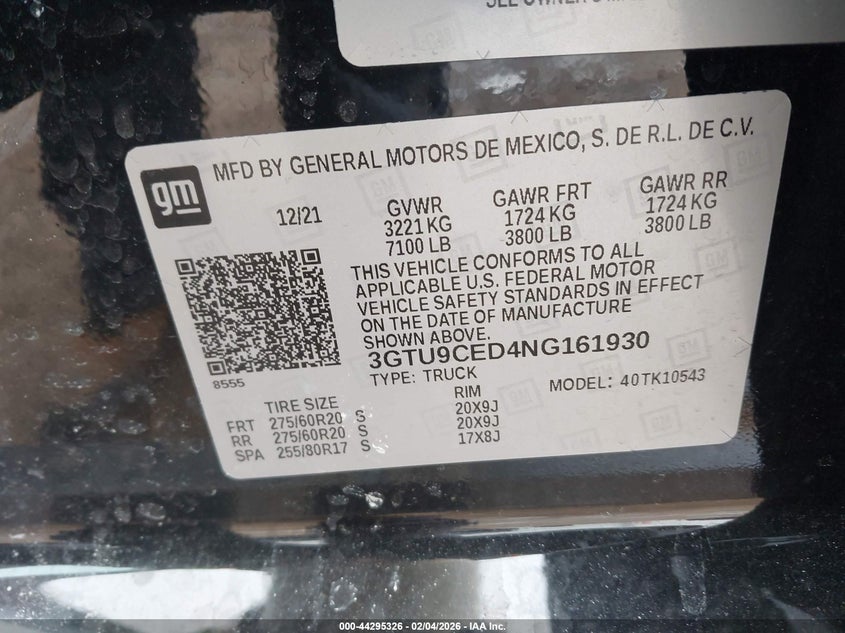 MFD BY GENERAL MOTORS DE MEXICO, S. DE R.L. DE C.V.
gm
12/21
GVWR
3221 KG
7100 LB
GAWR FRT
1724 KG
3800 LB
GAWR RR
1724 KG
3800 LB
THIS VEHICLE CONFORMS TO ALL
APPLICABLE U.S. FEDERAL MOTOR
VEHICLE SAFETY STANDARDS IN EFFECT
ON THE DATE OF MANUFACTURE
SHOWN ABOVE.
3GTU9CED4NG161930
TYPE: TRUCK
MODEL: 40TK10543
8555
TIRE SIZE RIM
FRT 275/60R20 S 20X9J
RR 275/60R20 S 20X9J
SPA 255/80R17 S 17X8J
000-44295326 - 02/04/2026 - IAA Inc.